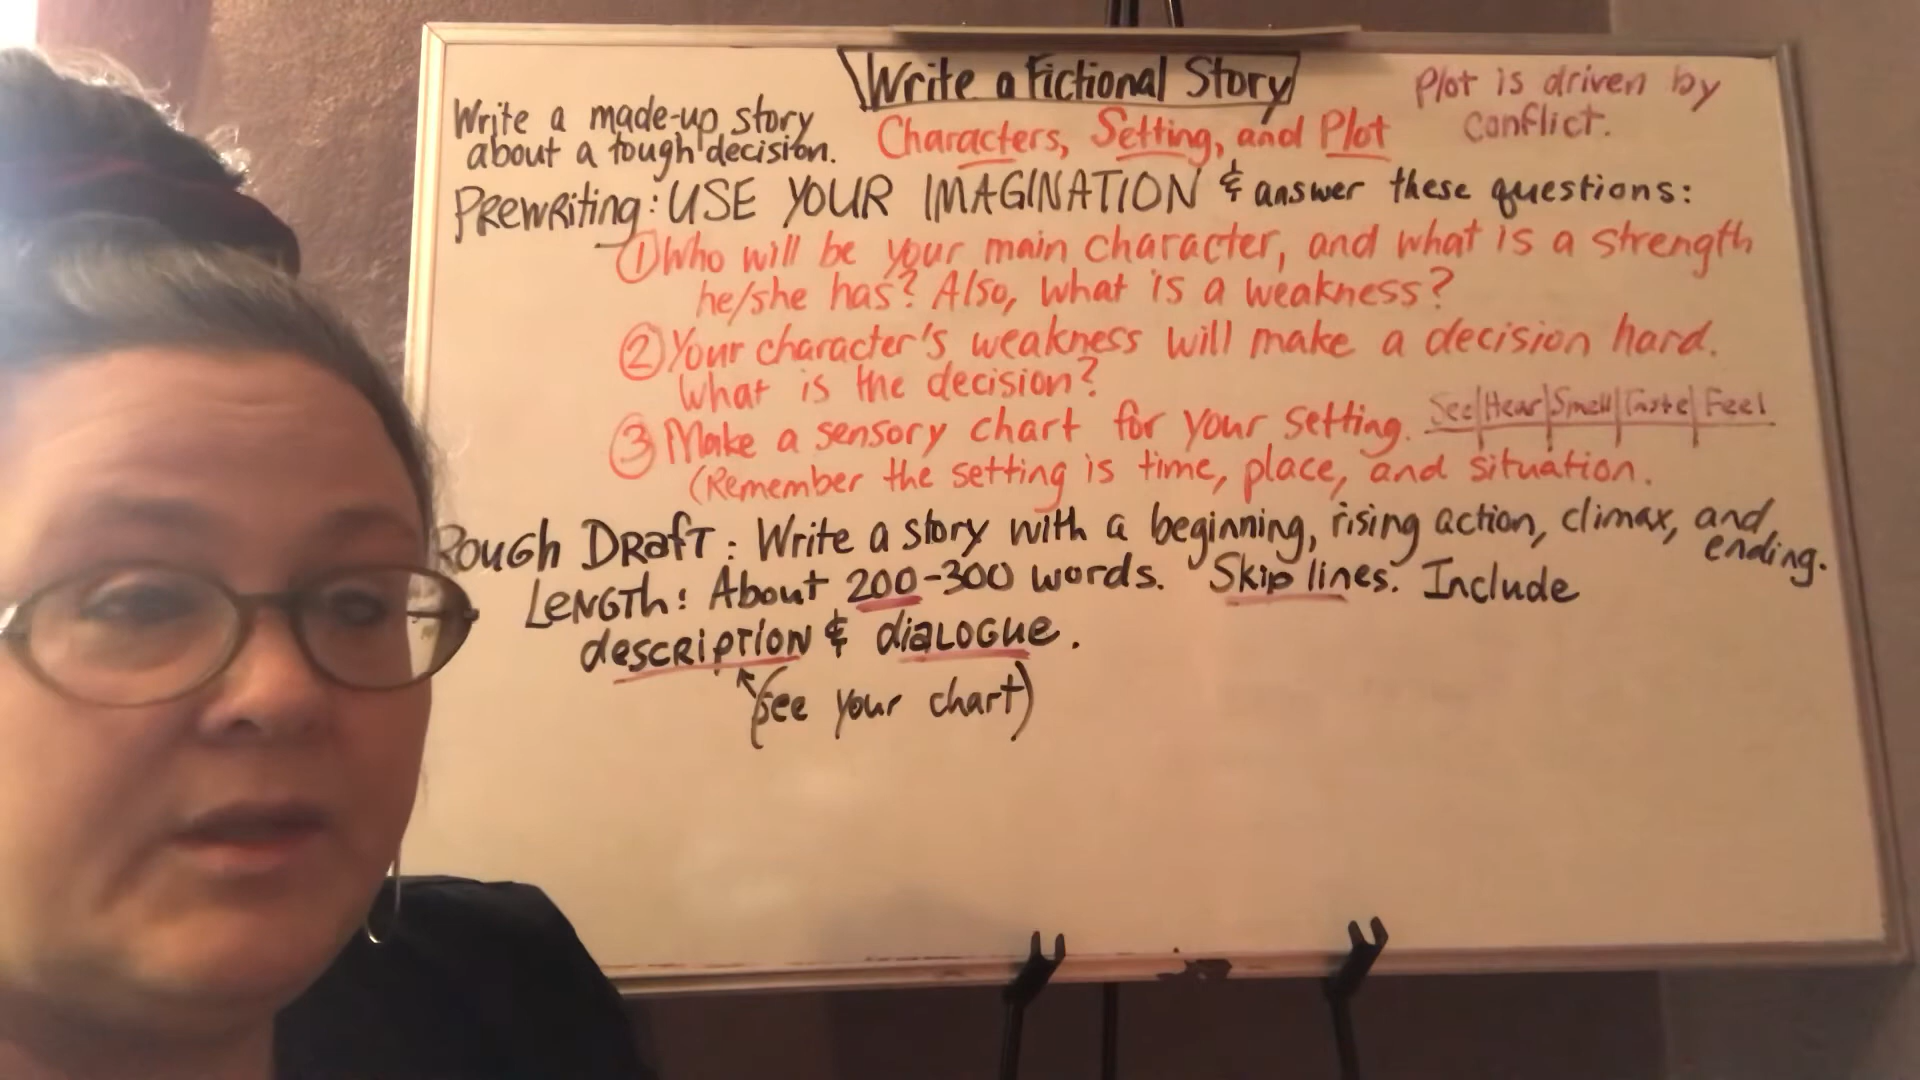 Write a Fictional Story
Plot is driven by
conflict.
Write a made-up story
about a tough decision.
Characters, Setting, and Plot
Prewriting: USE YOUR IMAGINATION & answer these questions:
① Who will be your main character, and what is a strength
he/she has? Also, what is a weakness?
② Your character's weakness will make a decision hard.
What is the decision?
③ Make a sensory chart for your setting.
See | Hear | Smell | Taste | Feel
(Remember the setting is time, place, and situation.
Rough Draft: Write a story with a beginning, rising action, climax, and
ending.
Length: About 200-300 words. Skip lines. Include
description & dialogue.
(See your chart)